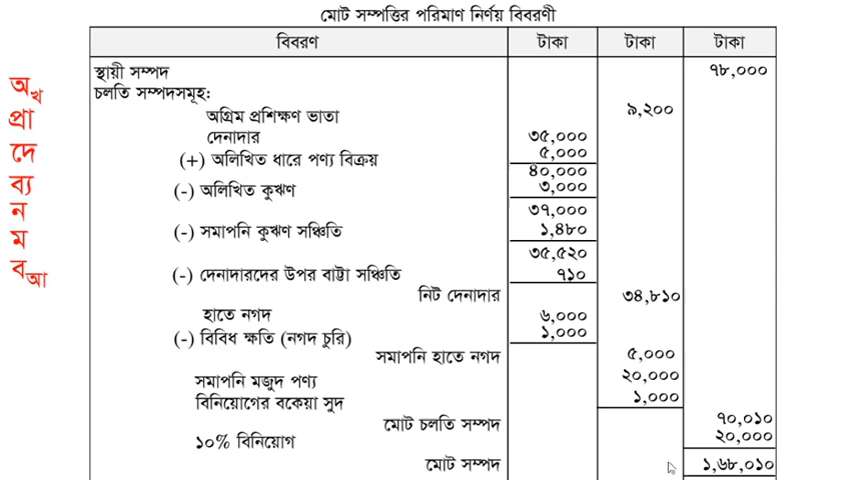 মোট সম্পত্তির পরিমাণ নির্ণয় বিবরণী
বিবরণ টাকা টাকা টাকা
স্থায়ী সম্পদ ৭৮,০০০
চলতি সম্পদসমূহ:
অগ্রিম প্রশিক্ষণ ভাতা ৯,২০০
দেনাদার ৩৫,০০০
(+) অলিখিত ধারে পণ্য বিক্রয় ৫,০০০
৪০,০০০
(-) অলিখিত কুঋণ ৩,০০০
৩৭,০০০
(-) সমাপনি কুঋণ সঞ্চিতি ১,৪৮০
৩৫,৫২০
(-) দেনাদারদের উপর বাট্টা সঞ্চিতি ৭১০
নিট দেনাদার ৩৪,৮১০
হাতে নগদ ৬,০০০
(-) বিবিধ ক্ষতি (নগদ চুরি) ১,০০০
সমাপনি হাতে নগদ ৫,০০০
সমাপনি মজুদ পণ্য ২০,০০০
বিনিয়োগের বকেয়া সুদ ১,০০০
মোট চলতি সম্পদ ৭০,০১০
১০% বিনিয়োগ ২০,০০০
মোট সম্পদ ১,৬৮,০১০
অখ
প্রা
দে
ব্য
ন
ম
বআ